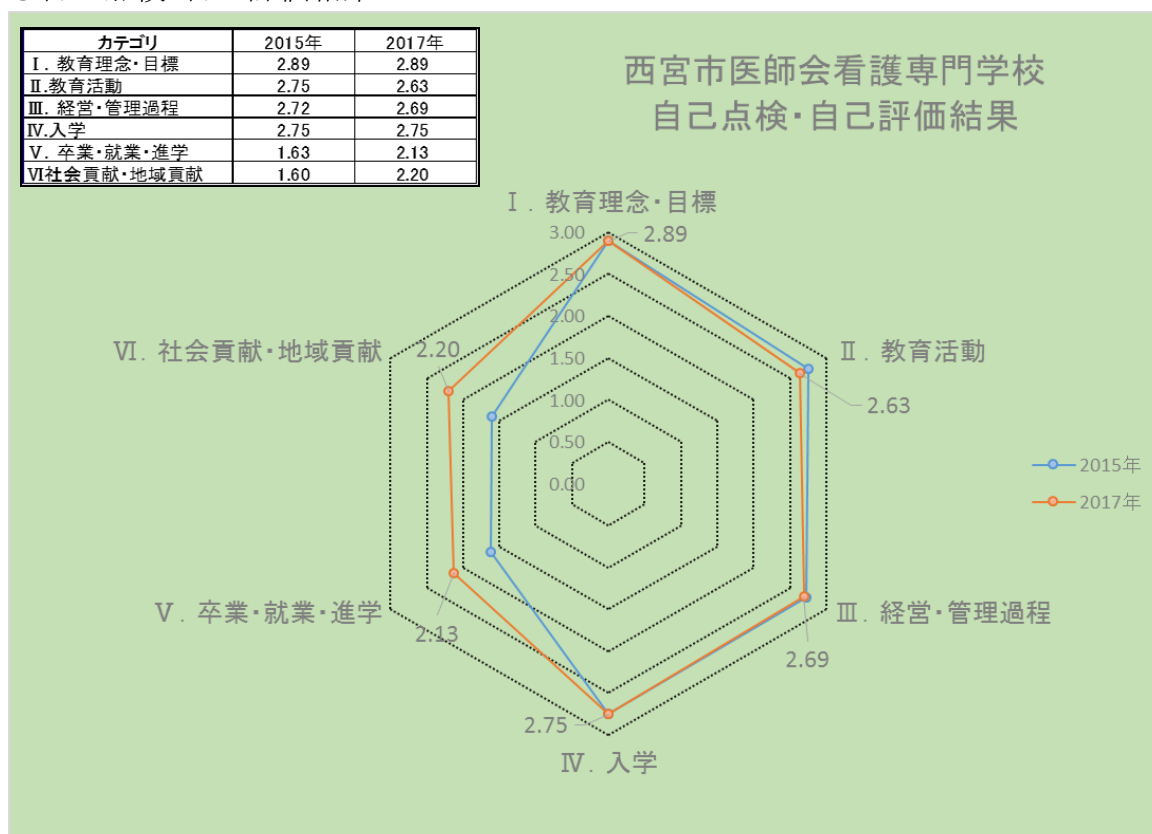 カテゴリ 2015年 2017年
Ⅰ. 教育理念・目標 2.89 2.89
Ⅱ.教育活動 2.75 2.63
Ⅲ. 経営・管理過程 2.72 2.69
Ⅳ.入学 2.75 2.75
Ⅴ. 卒業・就業・進学 1.63 2.13
Ⅵ社会貢献・地域貢献 1.60 2.20
西宮市医師会看護専門学校
自己点検・自己評価結果
Ⅰ. 教育理念・目標
3.00
2.89
2.50
2.00
Ⅵ. 社会貢献・地域貢献
2.20
Ⅱ. 教育活動
1.50
1.00
2.63
0.50
2015年
0.00
2017年
Ⅴ. 卒業・就業・進学
Ⅲ. 経営・管理過程
2.13
2.69
2.75
Ⅳ. 入学